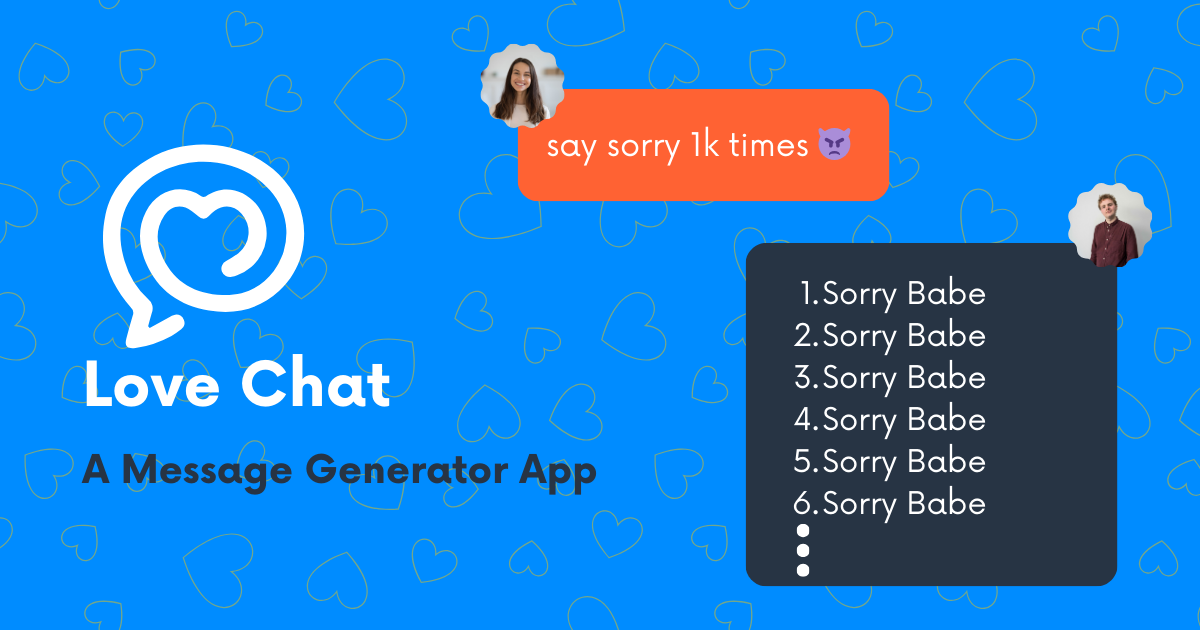 Love Chat
A Message Generator App
say sorry 1k times 👿
1.Sorry Babe
2.Sorry Babe
3.Sorry Babe
4.Sorry Babe
5.Sorry Babe
6.Sorry Babe